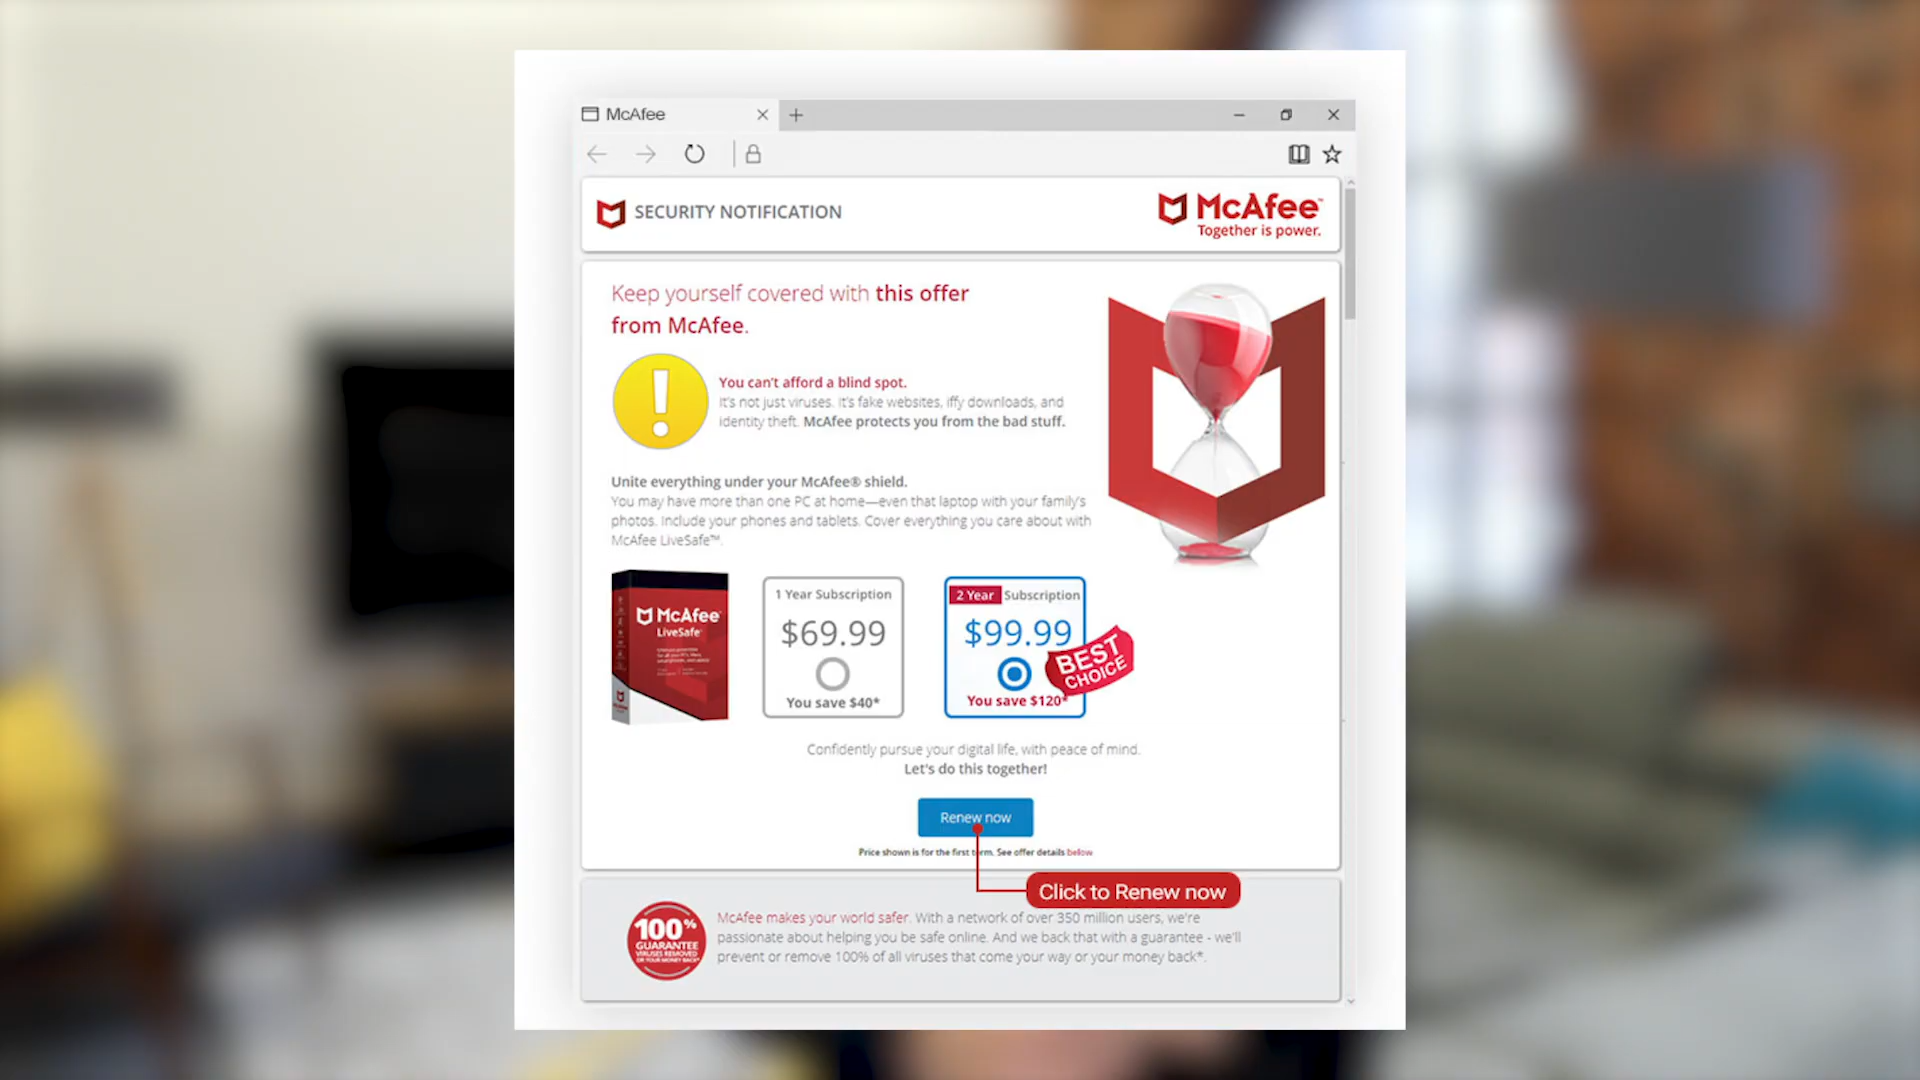 McAfee
SECURITY NOTIFICATION
McAfee™
Together is power.
Keep yourself covered with this offer
from McAfee.
You can't afford a blind spot.
It's not just viruses. It's fake websites, iffy downloads, and
identity theft. McAfee protects you from the bad stuff.
Unite everything under your McAfee® shield.
You may have more than one PC at home—even that laptop with your family's
photos. Include your phones and tablets. Cover everything you care about with
McAfee LiveSafe™.
McAfee
LiveSafe
1 Year Subscription
$69.99
You save $40*
2 Year Subscription
$99.99
You save $120*
BEST
CHOICE
Confidently pursue your digital life, with peace of mind.
Let's do this together!
Renew now
Price shown is for the first term. See offer details below
Click to Renew now
100%
GUARANTEE
VIRUSES REMOVED
OR YOUR MONEY BACK*
McAfee makes your world safer. With a network of over 350 million users, we're
passionate about helping you be safe online. And we back that with a guarantee - we'll
prevent or remove 100% of all viruses that come your way or your money back*.